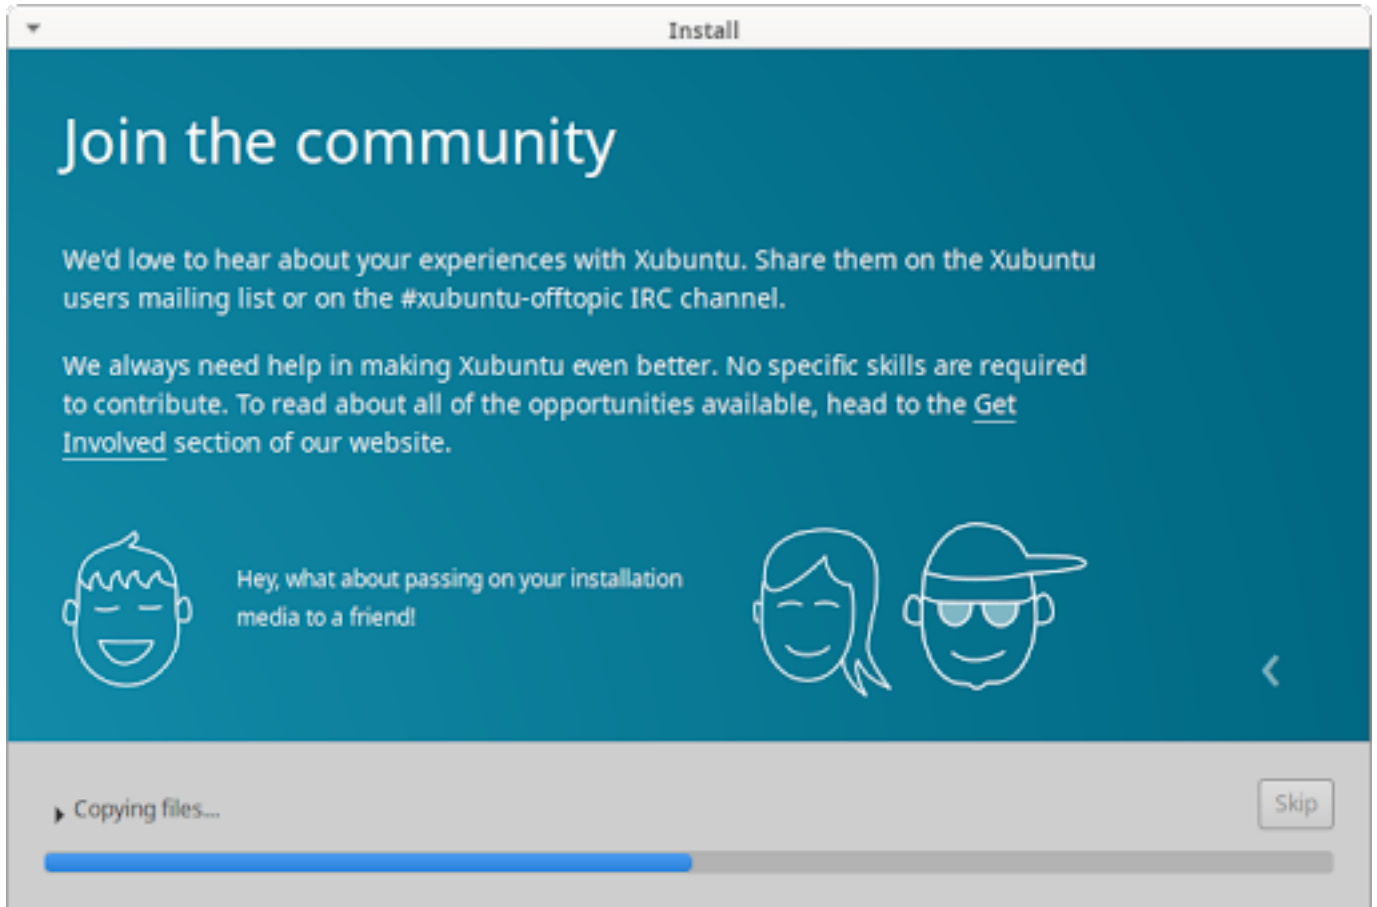 Install
Join the community
We'd love to hear about your experiences with Xubuntu. Share them on the Xubuntu
users mailing list or on the #xubuntu-offtopic IRC channel.
We always need help in making Xubuntu even better. No specific skills are required
to contribute. To read about all of the opportunities available, head to the Get
Involved section of our website.
Hey, what about passing on your installation
media to a friend!
Copying files...
Skip